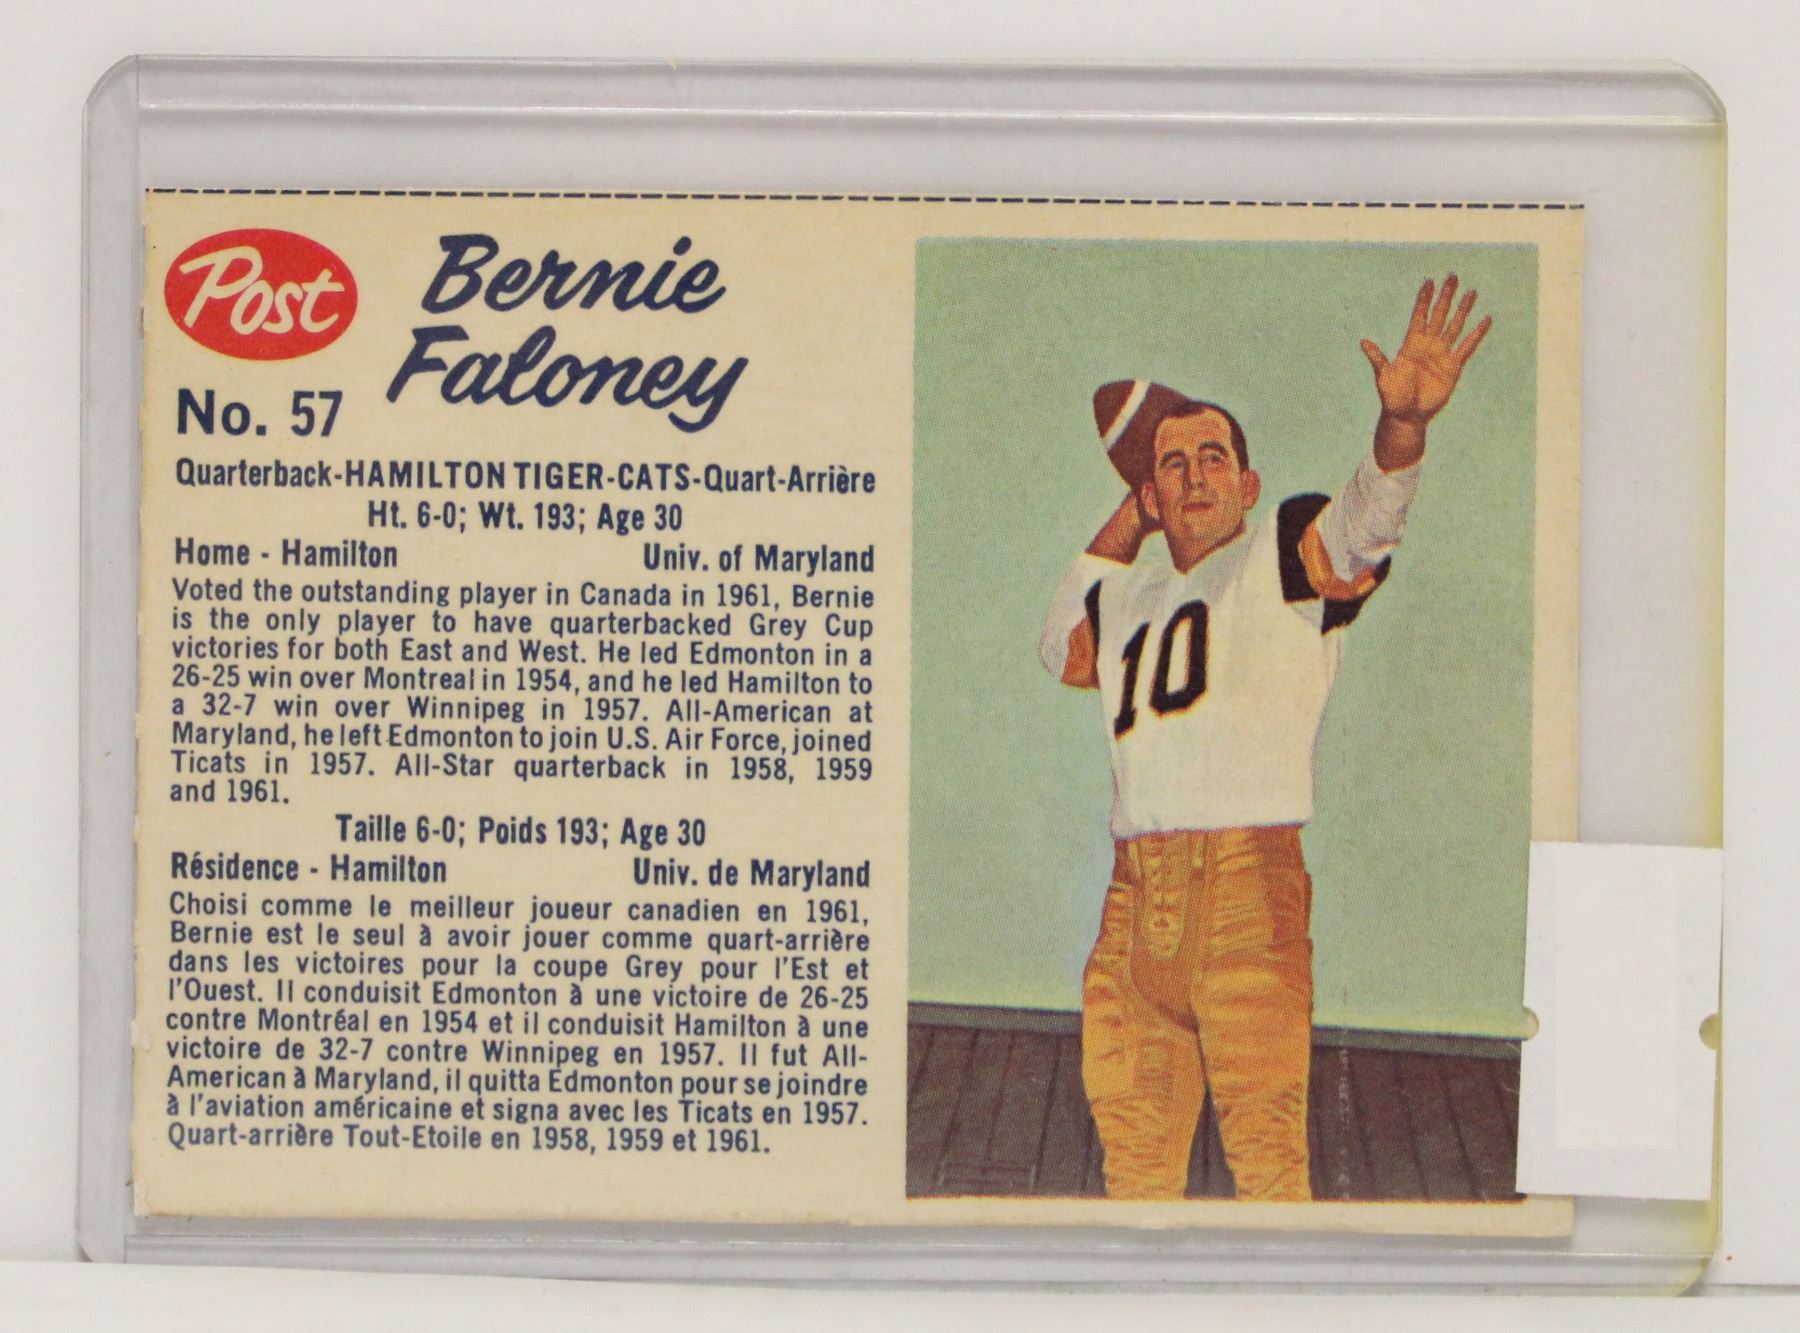 Post
Bernie
Faloney
No. 57
Quarterback-HAMILTON TIGER-CATS-Quart-Arrière
Ht. 6-0; Wt. 193; Age 30
Home - Hamilton Univ. of Maryland
Voted the outstanding player in Canada in 1961, Bernie
is the only player to have quarterbacked Grey Cup
victories for both East and West. He led Edmonton in a
26-25 win over Montreal in 1954, and he led Hamilton to
a 32-7 win over Winnipeg in 1957. All-American at
Maryland, he left Edmonton to join U.S. Air Force, joined
Ticats in 1957. All-Star quarterback in 1958, 1959
and 1961.
Taille 6-0; Poids 193; Age 30
Résidence - Hamilton Univ. de Maryland
Choisi comme le meilleur joueur canadien en 1961,
Bernie est le seul à avoir jouer comme quart-arrière
dans les victoires pour la coupe Grey pour l'Est et
l'Ouest. Il conduisit Edmonton à une victoire de 26-25
contre Montréal en 1954 et il conduisit Hamilton à une
victoire de 32-7 contre Winnipeg en 1957. Il fut All-
American à Maryland, il quitta Edmonton pour se joindre
à l'aviation américaine et signa avec les Ticats en 1957.
Quart-arrière Tout-Etoile en 1958, 1959 et 1961.
10